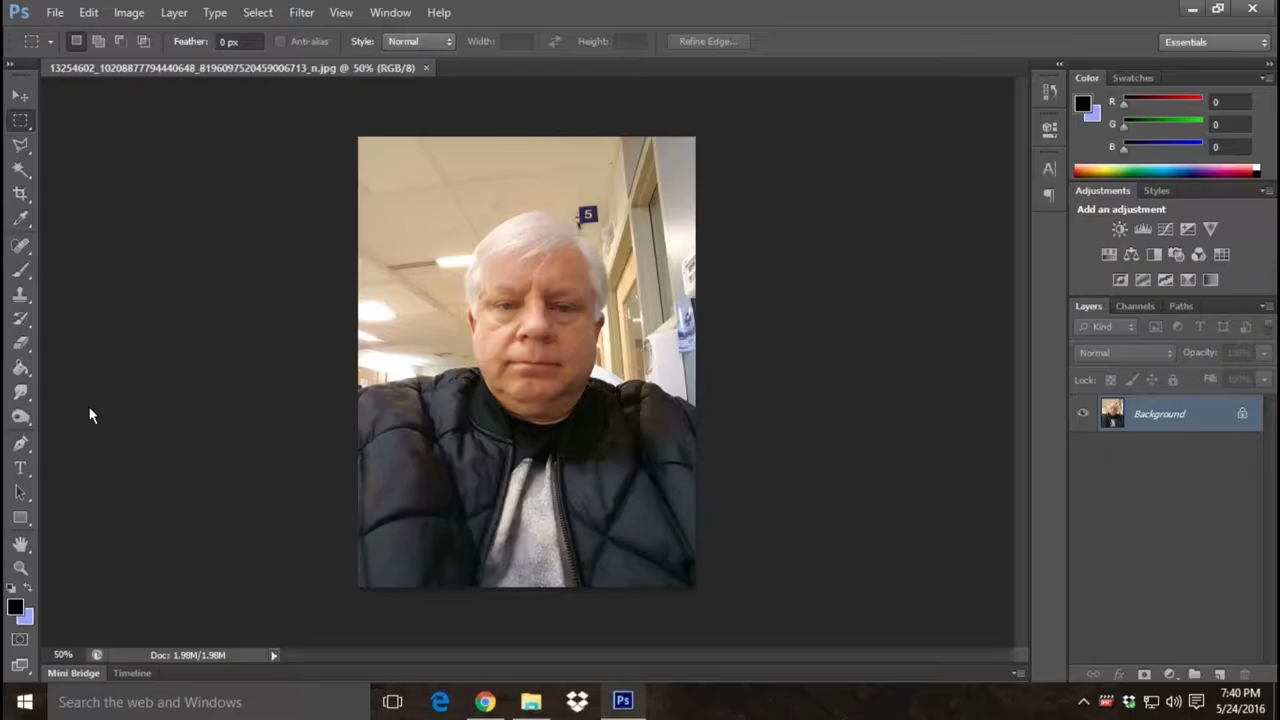 Ps File Edit Image Layer Type Select Filter View Window Help
Feather: 0 px Anti-alias Style: Normal Width: Height: Refine Edge... Essentials
13254602_10208877794440648_8196097520459006713_n.jpg @ 50% (RGB/8) ×
Color Swatches
R 0
G 0
B 0
Adjustments Styles
Add an adjustment
5
Layers Channels Paths
Kind
Normal Opacity: 100%
Lock: Fill: 100%
Background
50% Doc: 1.98M/1.98M
Mini Bridge Timeline
Search the web and Windows
Ps
7:40 PM
5/24/2016